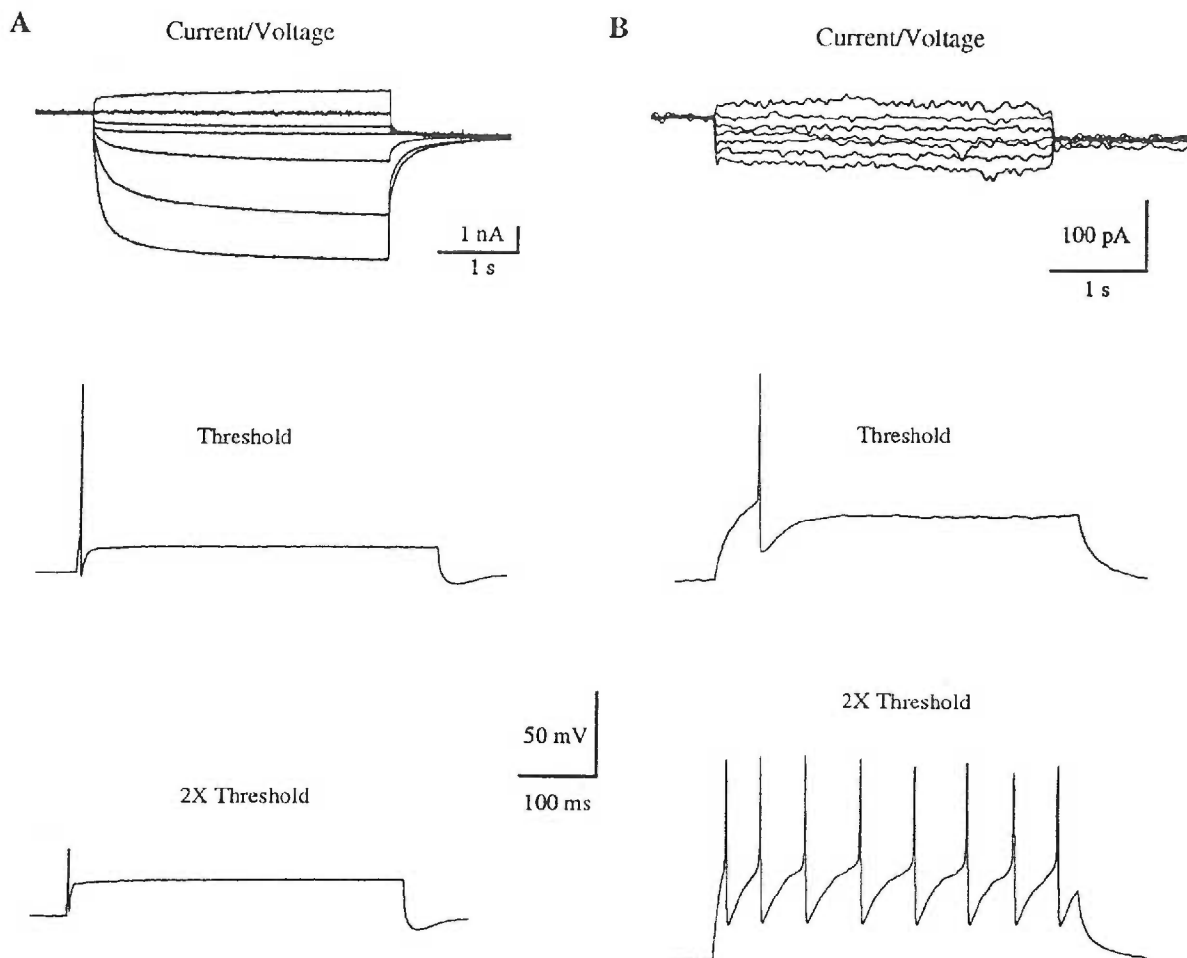 A
Current/Voltage
1 nA
1 s
Threshold
2X Threshold
50 mV
100 ms
B
Current/Voltage
100 pA
1 s
Threshold
2X Threshold